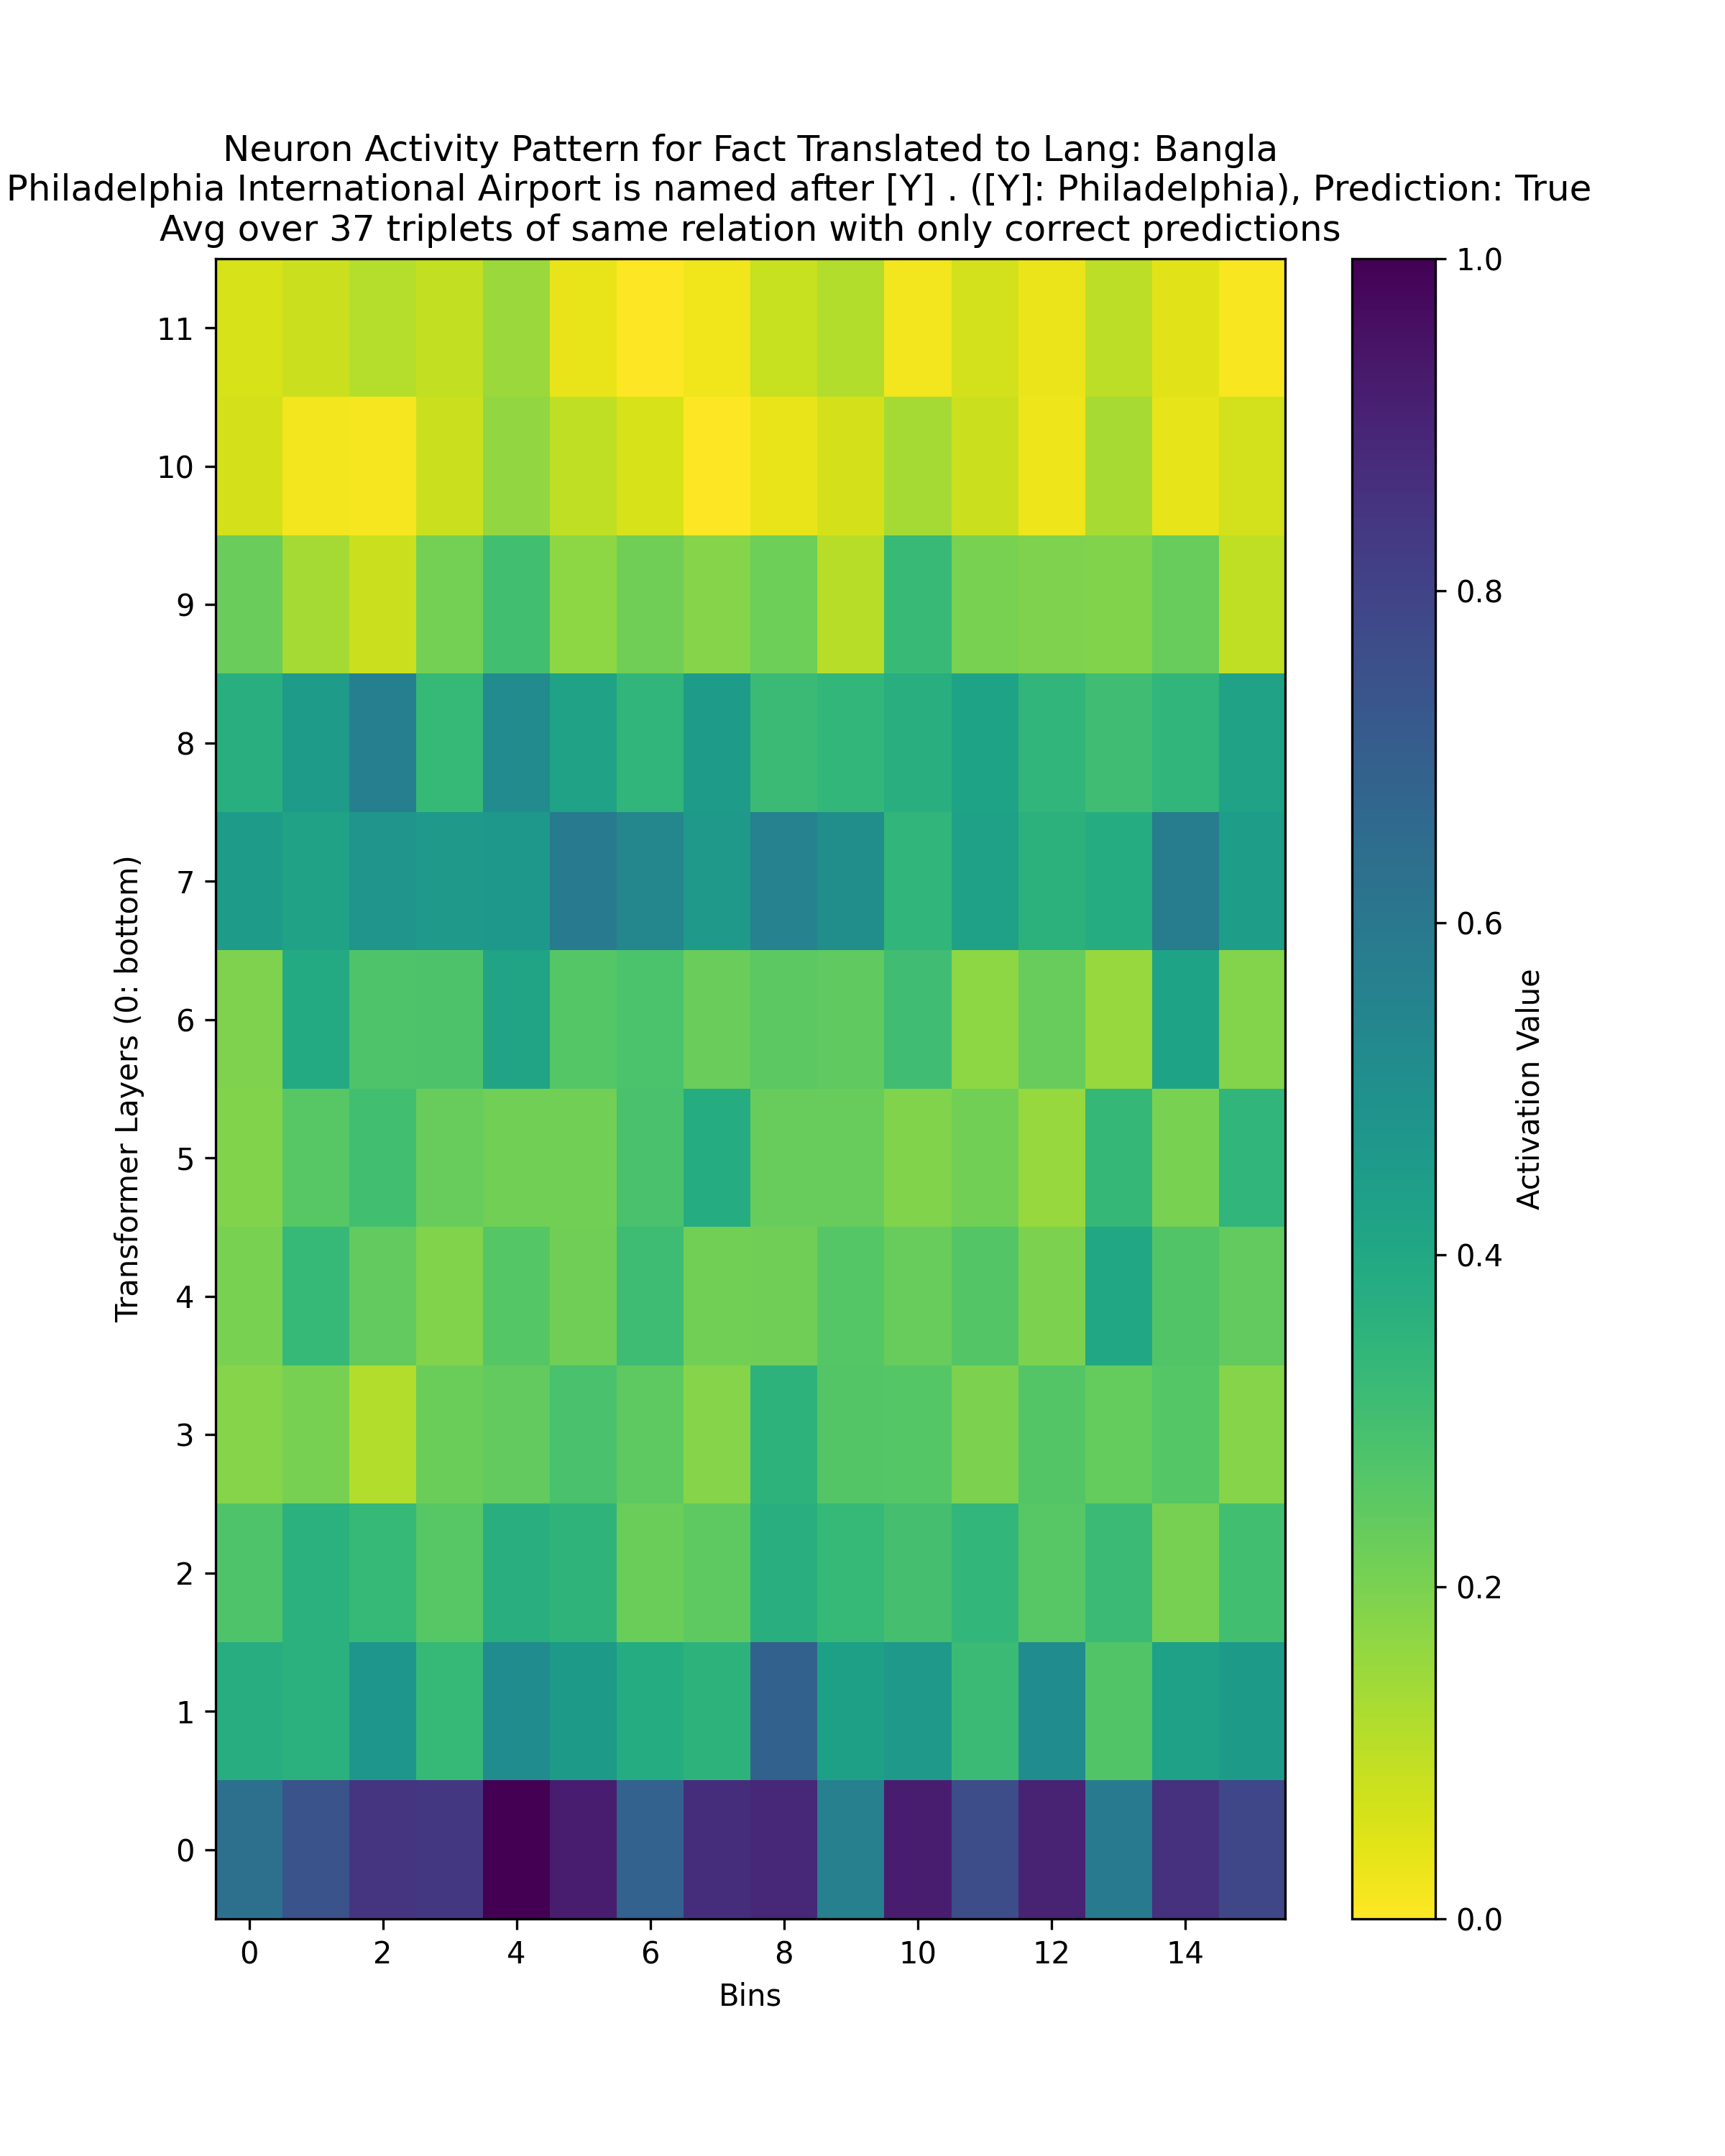 Neuron Activity Pattern for Fact Translated to Lang: Bangla
Philadelphia International Airport is named after [Y] . ([Y]: Philadelphia), Prediction: True
Avg over 37 triplets of same relation with only correct predictions
11
10
9
8
7
6
5
4
3
2
1
0
Transformer Layers (0: bottom)
0 2 4 6 8 10 12 14
Bins
1.0
0.8
0.6
0.4
0.2
0.0
Activation Value